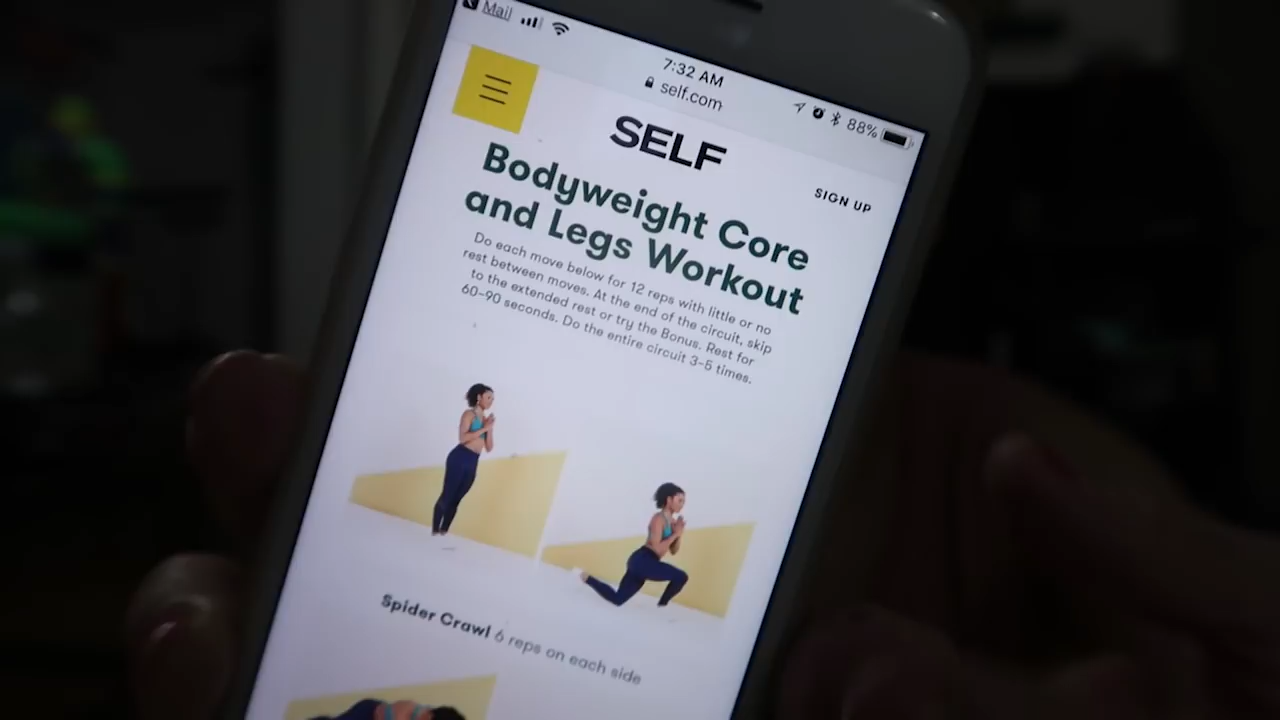 Mail
7:32 AM
self.com
88%
SELF
SIGN UP
Bodyweight Core
and Legs Workout
Do each move below for 12 reps with little or no
rest between moves. At the end of the circuit, skip
to the extended rest or try the Bonus. Rest for
60-90 seconds. Do the entire circuit 3-5 times.
Spider Crawl 6 reps on each side